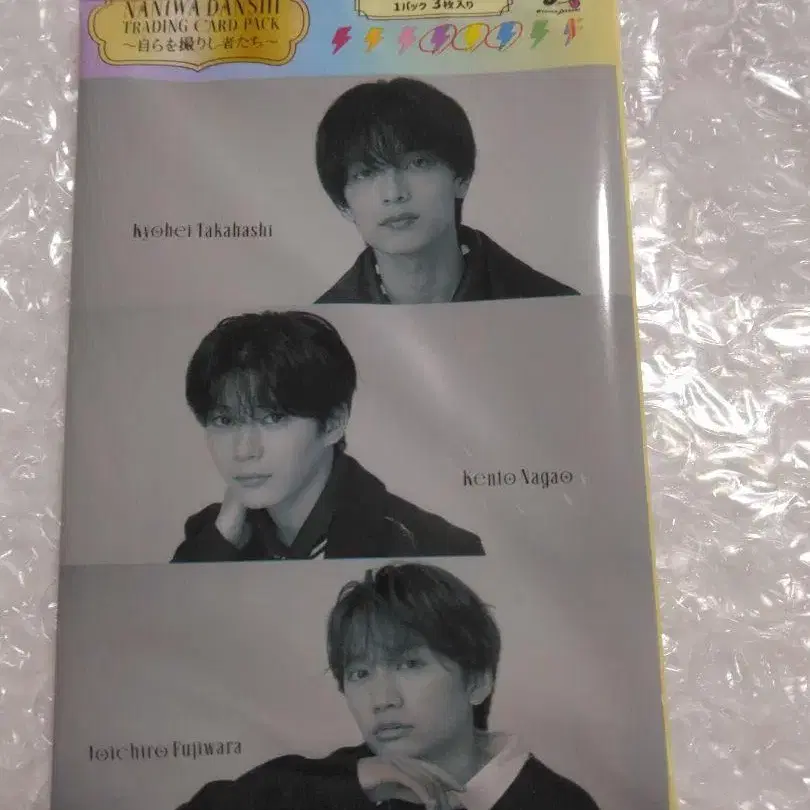 NANIWA DANSHI
TRADING CARD PACK
～自らを撮りし者たち～
1パック 3枚入り
Kyohei Takahashi
Kento Nagao
Joichiro Fujiwara